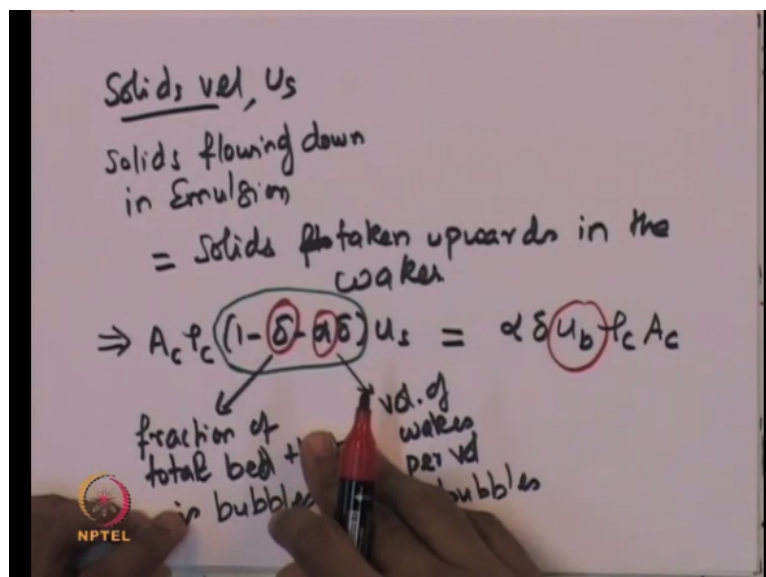 Solids vel, Us
Solids flowing down
in Emulsion
= Solids taken upwards in the
wakes
⇒ Ac ρc (1 - δ - αδ) Us = α δ Ub ρc Ac
fraction of
total bed
is bubbles
vol. of
wakes
per vol
bubbles
NPTEL